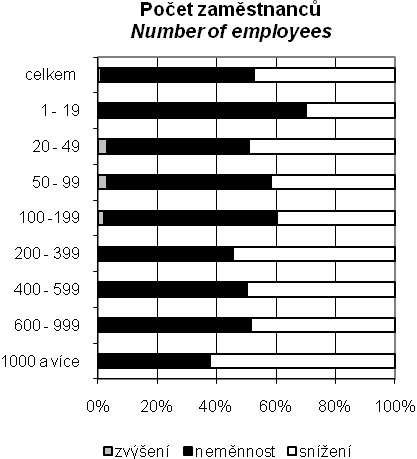 Počet zaměstnanců
Number of employees
celkem
1 - 19
20 - 49
50 - 99
100 -199
200 - 399
400 - 599
600 - 999
1000 a více
0% 20% 40% 60% 80% 100%
zvýšení neměnnost snížení